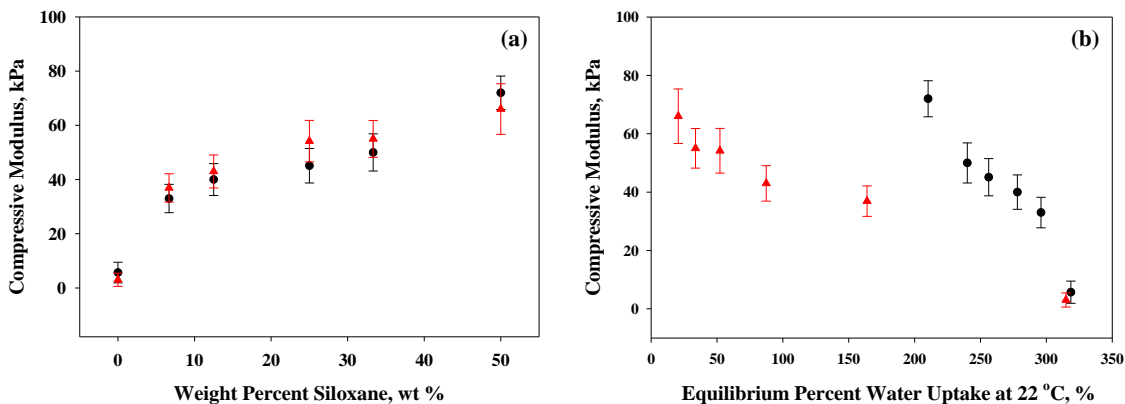 (a)
Compressive Modulus, kPa
100
80
60
40
20
0
0 10 20 30 40 50
Weight Percent Siloxane, wt %
(b)
Compressive Modulus, kPa
100
80
60
40
20
0
0 50 100 150 200 250 300 350
Equilibrium Percent Water Uptake at 22 °C, %